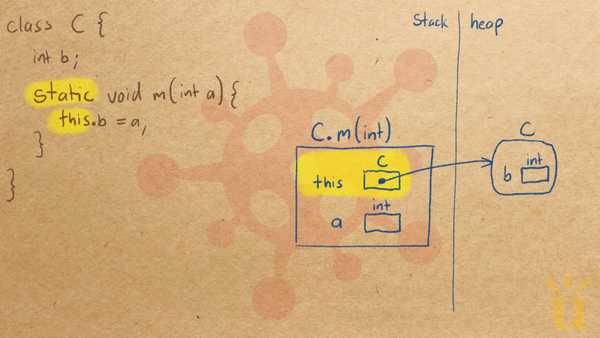 class C {
int b;
static void m(int a) {
this.b = a;
}
}
Stack heap
C.m(int)
C
this
int
a
C
int
b